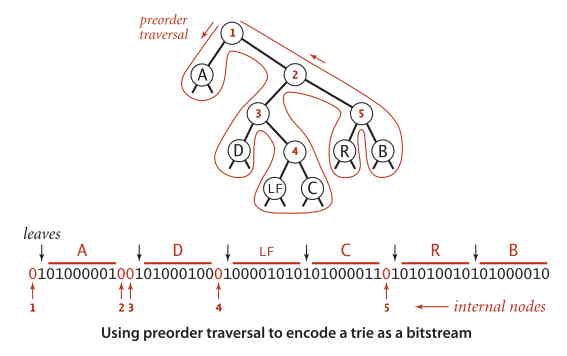 preorder
traversal
1
A
2
3
5
D
4
R
B
LF
C
leaves
A D LF C R B
01010000010010100010001000010101010000110101010010101000010
1 2 3 4 5 internal nodes
Using preorder traversal to encode a trie as a bitstream